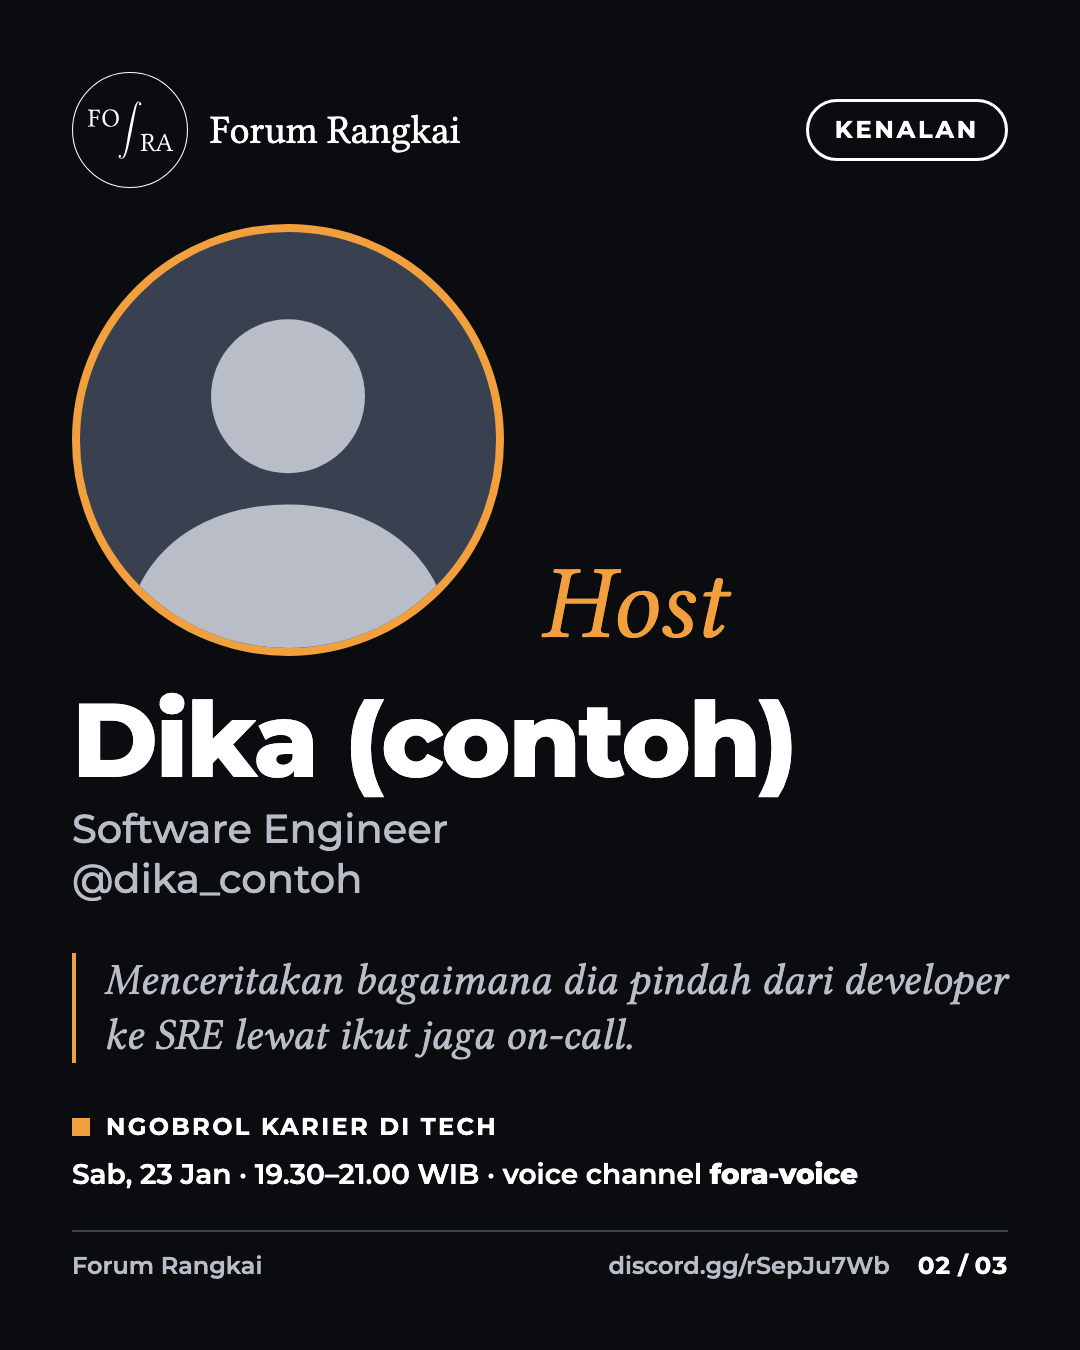 FO∫RA
Forum Rangkai
KENALAN
Host
Dika (contoh)
Software Engineer
@dika_contoh
Menceritakan bagaimana dia pindah dari developer
ke SRE lewat ikut jaga on-call.
NGOBROL KARIER DI TECH
Sab, 23 Jan · 19.30–21.00 WIB · voice channel fora-voice
Forum Rangkai
discord.gg/rSepJu7Wb 02 / 03